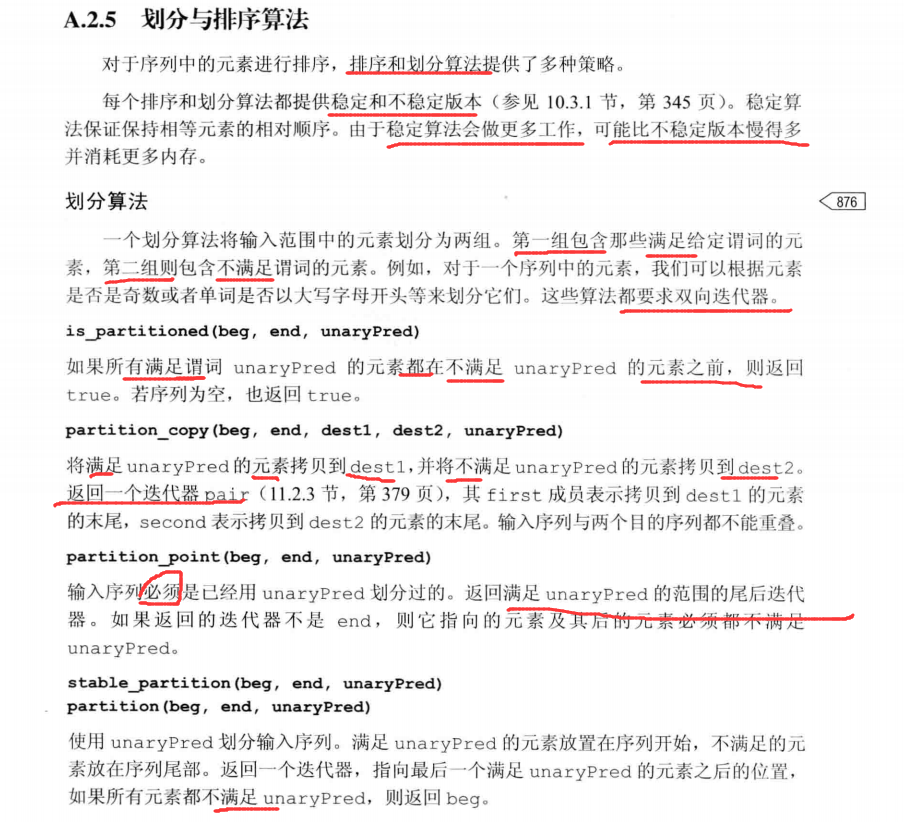 A.2.5 划分与排序算法
对于序列中的元素进行排序，排序和划分算法提供了多种策略。
每个排序和划分算法都提供稳定和不稳定版本（参见 10.3.1 节，第 345 页）。稳定算
法保证保持相等元素的相对顺序。由于稳定算法会做更多工作，可能比不稳定版本慢得多
并消耗更多内存。
划分算法
876
一个划分算法将输入范围中的元素划分为两组。第一组包含那些满足给定谓词的元
素，第二组则包含不满足谓词的元素。例如，对于一个序列中的元素，我们可以根据元素
是否是奇数或者单词是否以大写字母开头等来划分它们。这些算法都要求双向迭代器。
is_partitioned(beg, end, unaryPred)
如果所有满足谓词 unaryPred 的元素都在不满足 unaryPred 的元素之前，则返回
true。若序列为空，也返回 true。
partition_copy(beg, end, dest1, dest2, unaryPred)
将满足 unaryPred 的元素拷贝到 dest1，并将不满足 unaryPred 的元素拷贝到 dest2。
返回一个迭代器 pair（11.2.3 节，第 379 页），其 first 成员表示拷贝到 dest1 的元素
的末尾，second 表示拷贝到 dest2 的元素的末尾。输入序列与两个目的序列都不能重叠。
partition_point(beg, end, unaryPred)
输入序列必须是已经用 unaryPred 划分过的。返回满足 unaryPred 的范围的尾后迭代
器。如果返回的迭代器不是 end，则它指向的元素及其后的元素必须都不满足
unaryPred。
stable_partition(beg, end, unaryPred)
partition(beg, end, unaryPred)
使用 unaryPred 划分输入序列。满足 unaryPred 的元素放置在序列开始，不满足的元
素放在序列尾部。返回一个迭代器，指向最后一个满足 unaryPred 的元素之后的位置，
如果所有元素都不满足 unaryPred，则返回 beg。